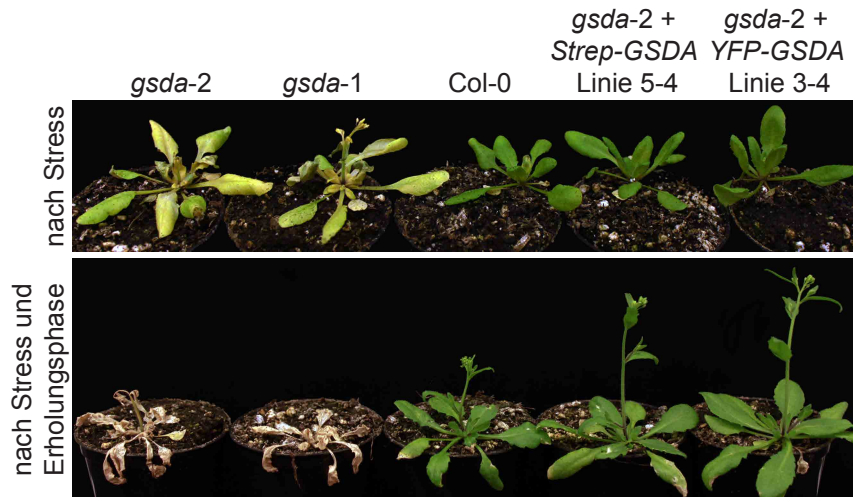 gsda-2 +
Strep-GSDA
Linie 5-4
gsda-2 +
YFP-GSDA
Linie 3-4
gsda-2
gsda-1
Col-0
nach Stress
nach Stress und
Erholungsphase